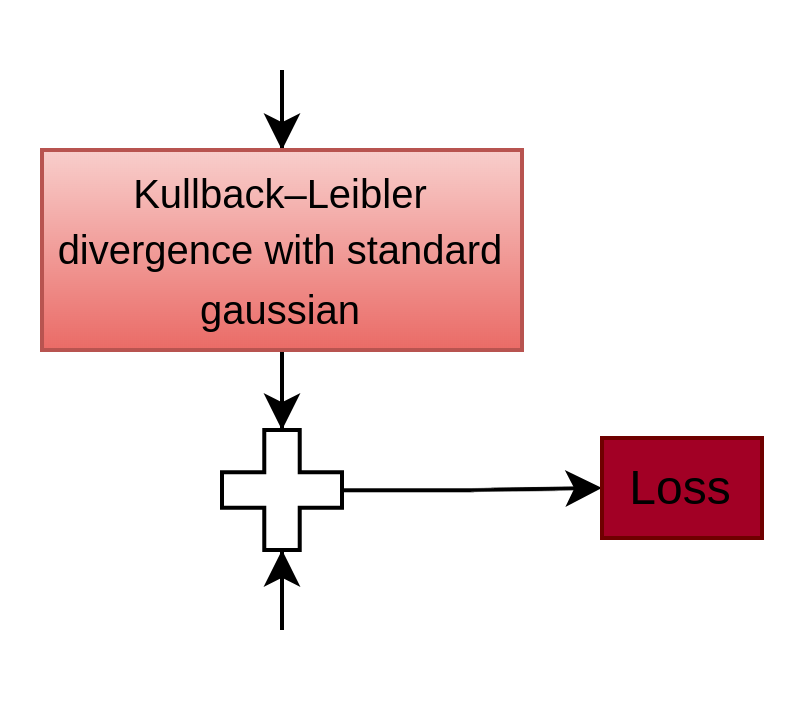 Kullback–Leibler
divergence with standard
gaussian
Loss